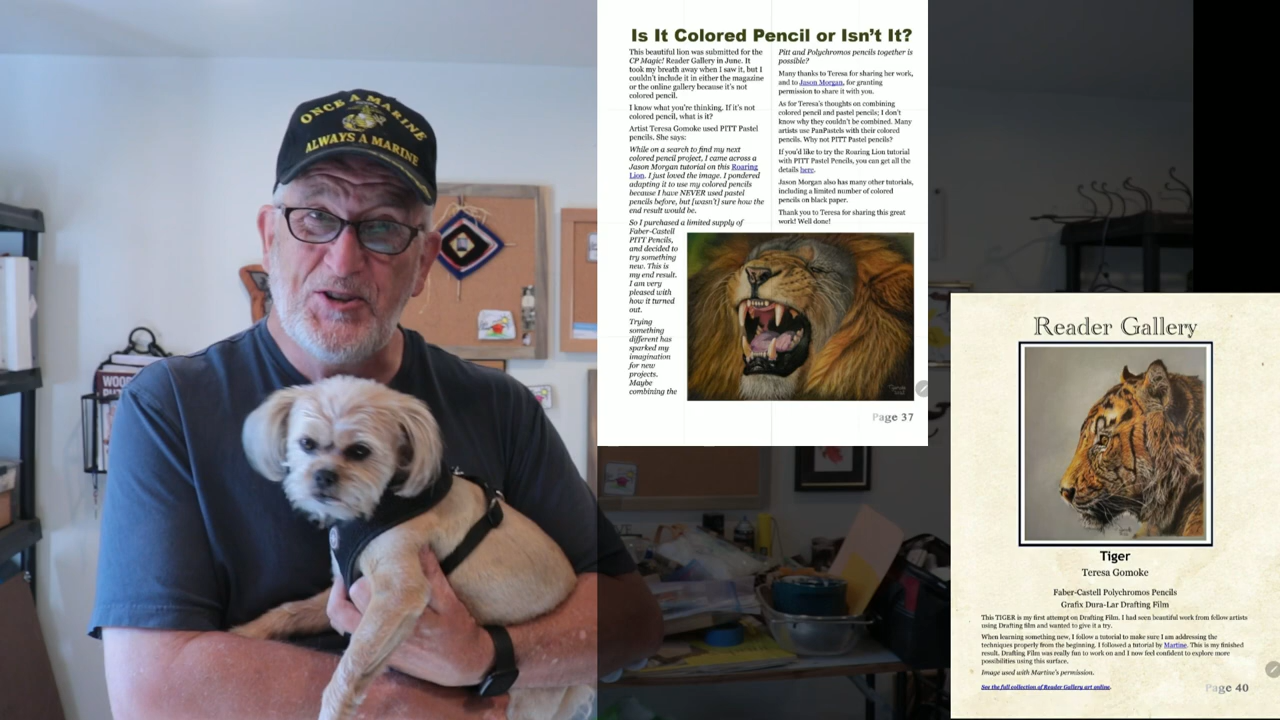 ONCE A MARINE
ALWAYS A MARINE
WOOD
Is It Colored Pencil or Isn't It?
This beautiful lion was submitted for the
CP Magic! Reader Gallery in June. It
took my breath away when I saw it, but I
couldn't include it in either the magazine
or the online gallery because it's not
colored pencil.
I know what you're thinking. If it's not
colored pencil, what is it?
Artist Teresa Gomoke used PITT Pastel
pencils. She says:
While on a search to find my next
colored pencil project, I came across a
Jason Morgan tutorial on this Roaring
Lion. I just loved the image. I pondered
adapting it to use my colored pencils
because I have NEVER used pastel
pencils before, but [wasn't] sure how the
end result would be.
So I purchased a limited supply of
Faber-Castell
PITT Pencils,
and decided to
try something
new. This is
my end result.
I am very
pleased with
how it turned
out.
Trying
something
different has
sparked my
imagination
for new
projects.
Maybe
combining the
Pitt and Polychromos pencils together is
possible?
Many thanks to Teresa for sharing her work,
and to Jason Morgan, for granting
permission to share it with you.
As for Teresa's thoughts on combining
colored pencil and pastel pencils; I don't
know why they couldn't be combined. Many
artists use PanPastels with their colored
pencils. Why not PITT Pastel pencils?
If you'd like to try the Roaring Lion tutorial
with PITT Pastel Pencils, you can get all the
details here.
Jason Morgan also has many other tutorials,
including a limited number of colored
pencils on black paper.
Thank you to Teresa for sharing this great
work! Well done!
Page 37
Reader Gallery
Tiger
Teresa Gomoke
Faber-Castell Polychromos Pencils
Grafix Dura-Lar Drafting Film
This TIGER is my first attempt on Drafting Film. I had seen beautiful work from fellow artists
using Drafting film and wanted to give it a try.
When learning something new, I follow a tutorial to make sure I am addressing the
techniques properly from the beginning. I followed a tutorial by Martine. This is my finished
result. Drafting Film was really fun to work on and I now feel confident to explore more
possibilities using this surface.
Image used with Martine's permission.
See the full collection of Reader Gallery art online.
Page 40